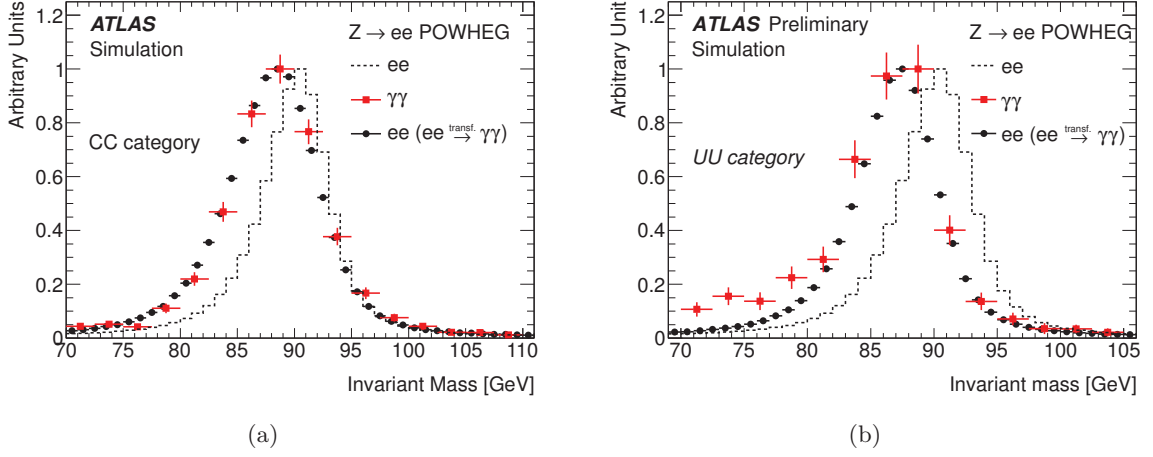 ATLAS
Simulation
CC category
Z → ee POWHEG
ee
γγ
ee (ee transf.→ γγ)
Arbitrary Units
0
0.2
0.4
0.6
0.8
1
1.2
70 75 80 85 90 95 100 105 110
Invariant Mass [GeV]
(a)
ATLAS Preliminary
Simulation
UU category
Z → ee POWHEG
ee
γγ
ee (ee transf.→ γγ)
Arbitrary Units
0
0.2
0.4
0.6
0.8
1
1.2
70 75 80 85 90 95 100 105
Invariant mass [GeV]
(b)